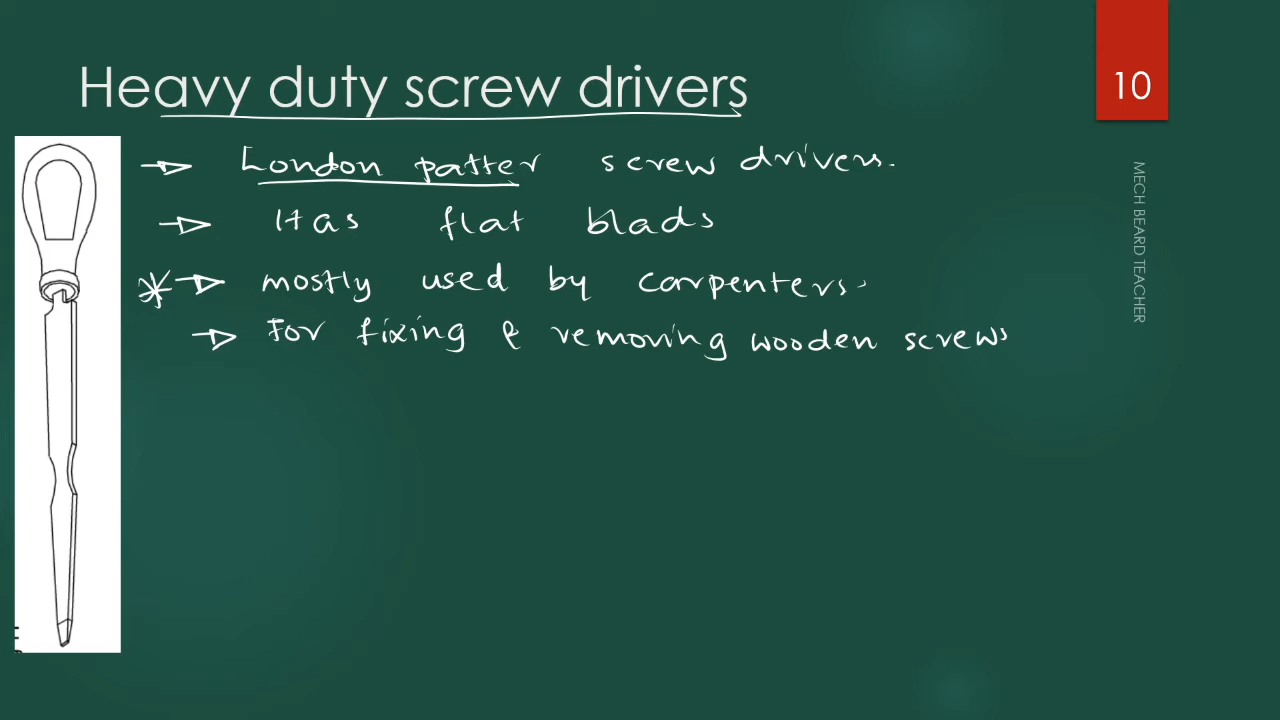 Heavy duty screw drivers
10
→ London patter screw drivers.
→ It as flat blads
* → mostly used by carpenters.
→ For fixing & removing wooden screws
MECH BEARD TEACHER